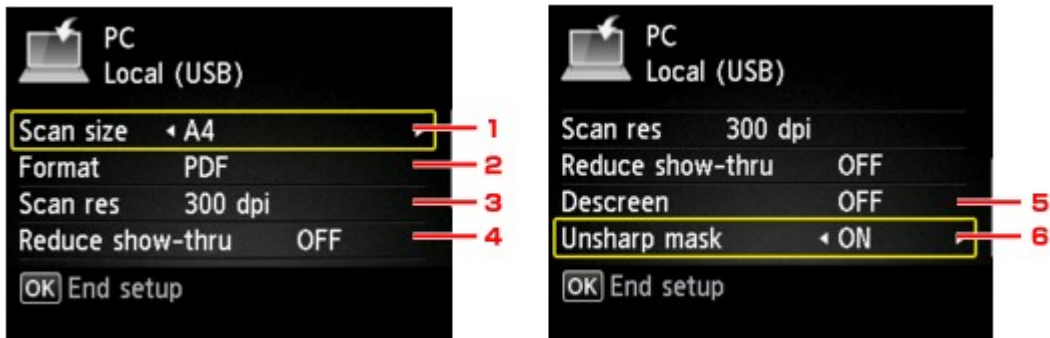 PC
Local (USB)
Scan size A4
Format PDF
Scan res 300 dpi
Reduce show-thru OFF
OK End setup
1
2
3
4
PC
Local (USB)
Scan res 300 dpi
Reduce show-thru OFF
Descreen OFF
Unsharp mask ON
OK End setup
5
6